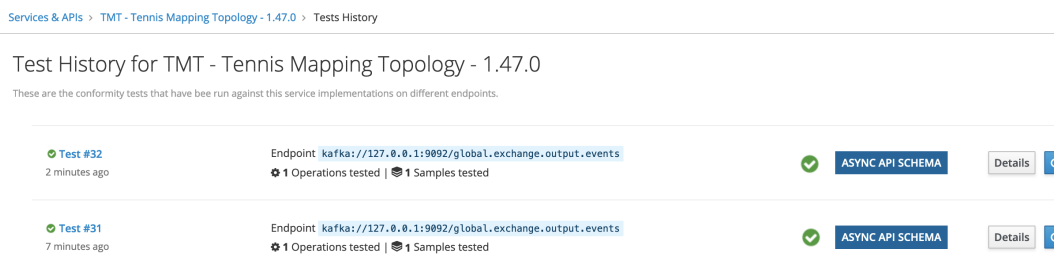 Services & APIs > TMT - Tennis Mapping Topology - 1.47.0 > Tests History
Test History for TMT - Tennis Mapping Topology - 1.47.0
These are the conformity tests that have bee run against this service implementations on different endpoints.
Test #32
Endpoint kafka://127.0.0.1:9092/global.exchange.output.events
ASYNC API SCHEMA
Details
2 minutes ago
1 Operations tested | 1 Samples tested
Test #31
Endpoint kafka://127.0.0.1:9092/global.exchange.output.events
ASYNC API SCHEMA
Details
7 minutes ago
1 Operations tested | 1 Samples tested